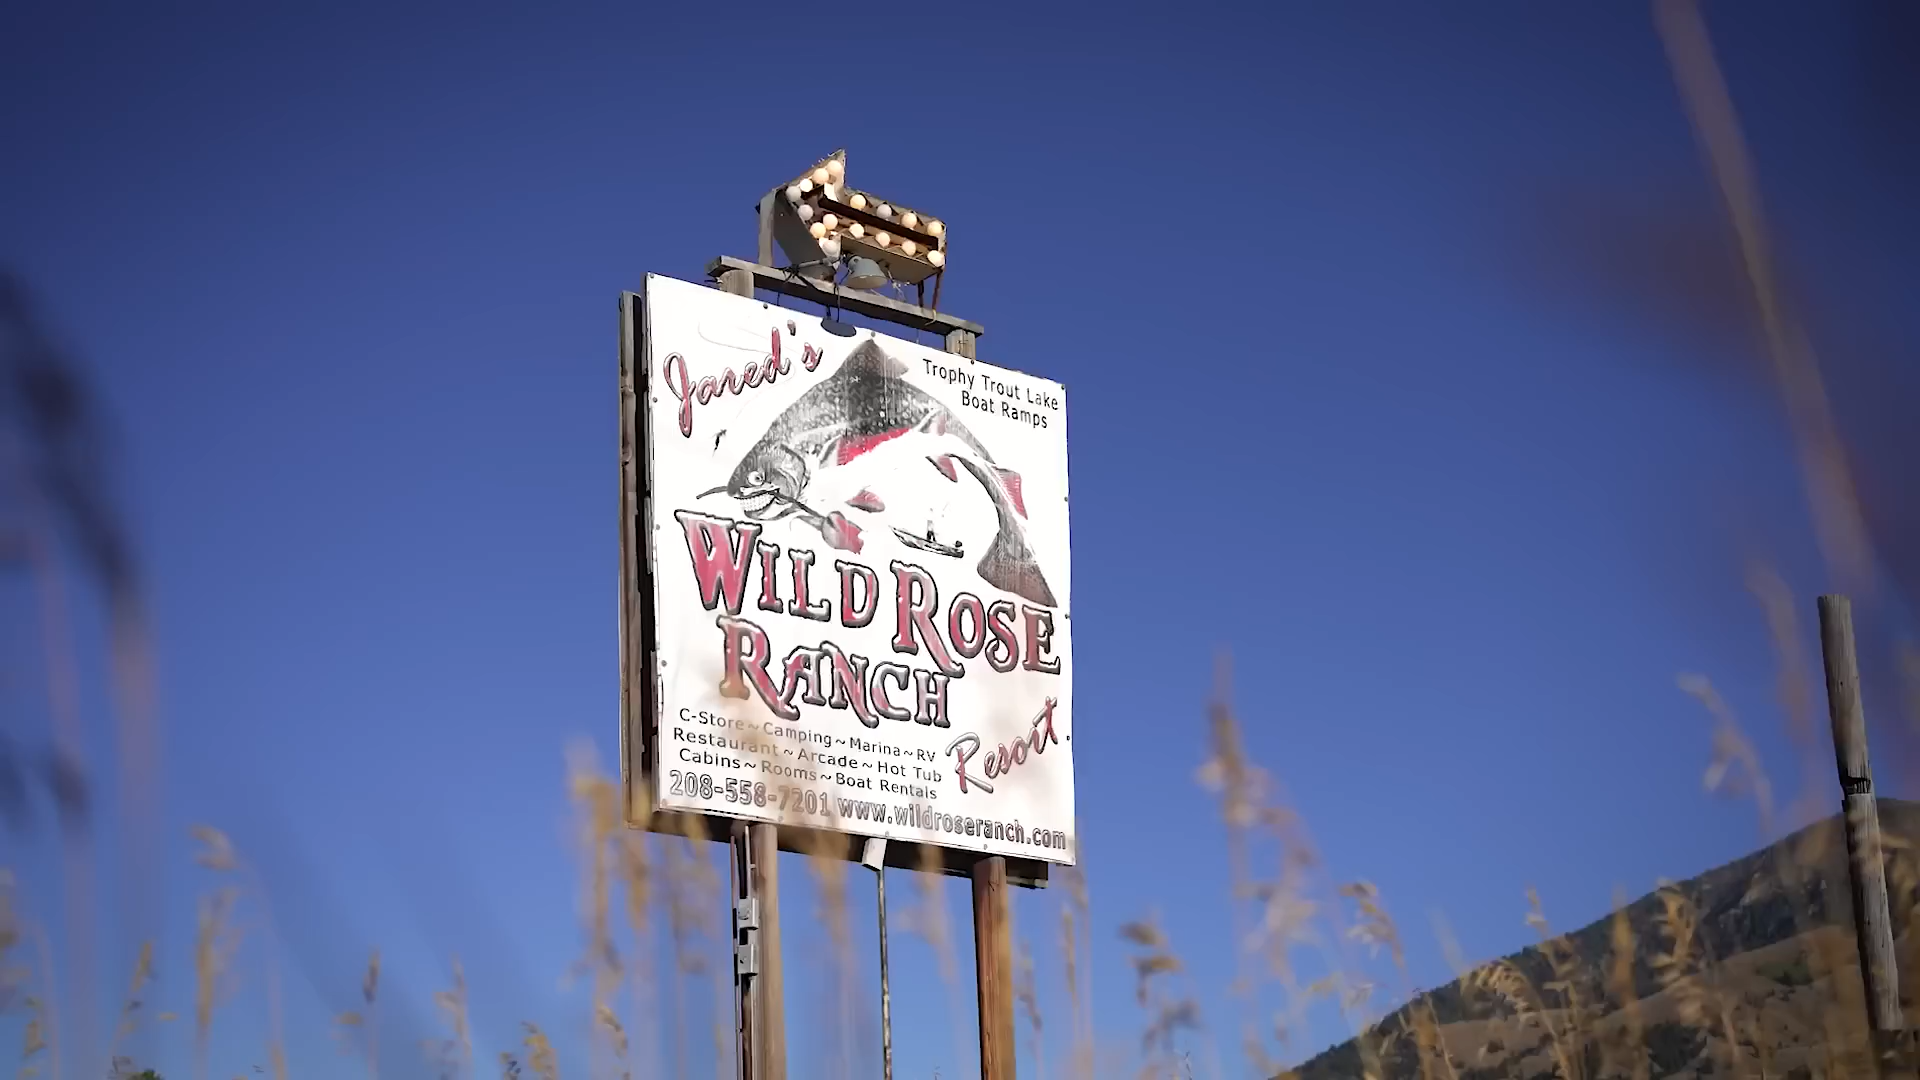 Jared's
Trophy Trout Lake
Boat Ramps
WILD ROSE
RANCH
Resort
C-Store~Camping~Marina~RV
Restaurant~Arcade~Hot Tub
Cabins~Rooms~Boat Rentals
208-558-7201 www.wildroseranch.com